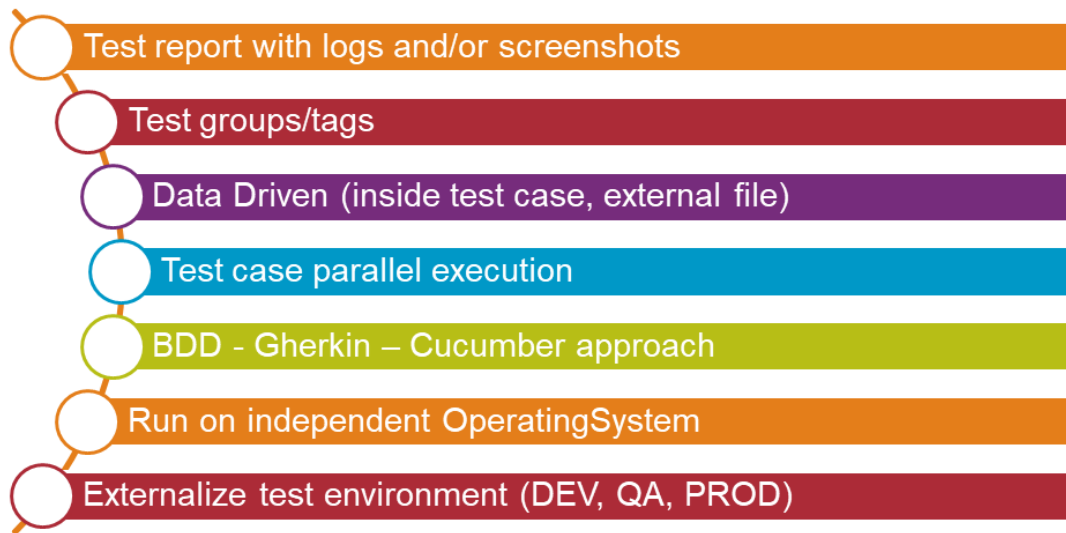 Test report with logs and/or screenshots
Test groups/tags
Data Driven (inside test case, external file)
Test case parallel execution
BDD - Gherkin – Cucumber approach
Run on independent OperatingSystem
Externalize test environment (DEV, QA, PROD)